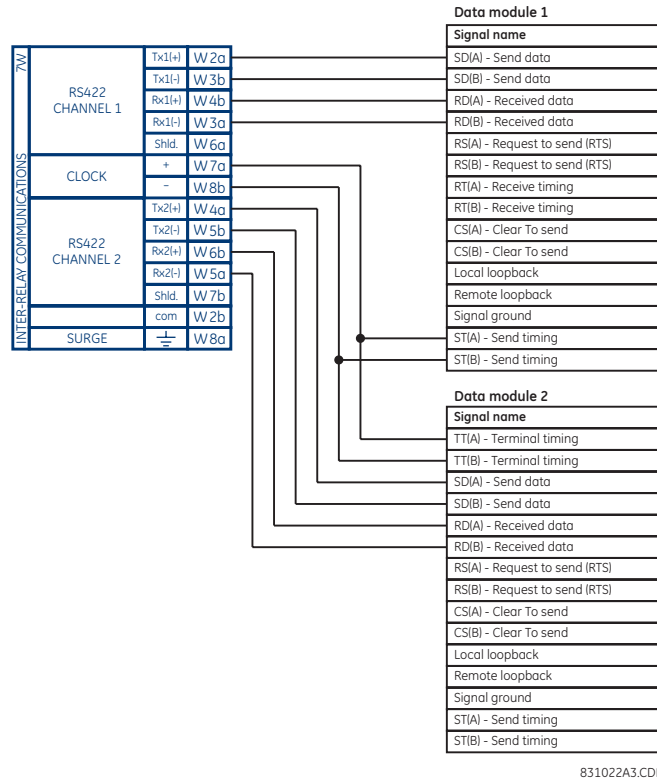 Data module 1
Signal name
7W
INTER-RELAY COMMUNICATIONS
RS422
CHANNEL 1
Tx1(+) W2a
Tx1(-) W3b
Rx1(+) W4b
Rx1(-) W3a
Shld. W6a
CLOCK
+ W7a
− W8b
RS422
CHANNEL 2
Tx2(+) W4a
Tx2(-) W5b
Rx2(+) W6b
Rx2(-) W5a
Shld. W7b
com W2b
SURGE W8a
SD(A) - Send data
SD(B) - Send data
RD(A) - Received data
RD(B) - Received data
RS(A) - Request to send (RTS)
RS(B) - Request to send (RTS)
RT(A) - Receive timing
RT(B) - Receive timing
CS(A) - Clear To send
CS(B) - Clear To send
Local loopback
Remote loopback
Signal ground
ST(A) - Send timing
ST(B) - Send timing
Data module 2
Signal name
TT(A) - Terminal timing
TT(B) - Terminal timing
SD(A) - Send data
SD(B) - Send data
RD(A) - Received data
RD(B) - Received data
RS(A) - Request to send (RTS)
RS(B) - Request to send (RTS)
CS(A) - Clear To send
CS(B) - Clear To send
Local loopback
Remote loopback
Signal ground
ST(A) - Send timing
ST(B) - Send timing
831022A3.CD